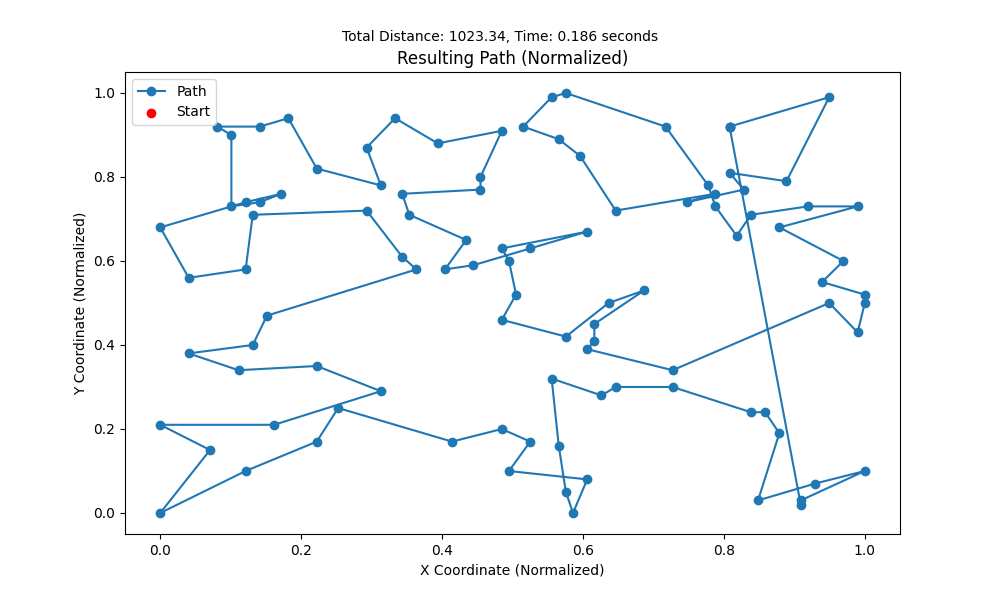 Total Distance: 1023.34, Time: 0.186 seconds
Resulting Path (Normalized)
Path
Start
Y Coordinate (Normalized)
1.0
0.8
0.6
0.4
0.2
0.0
0.0 0.2 0.4 0.6 0.8 1.0
X Coordinate (Normalized)